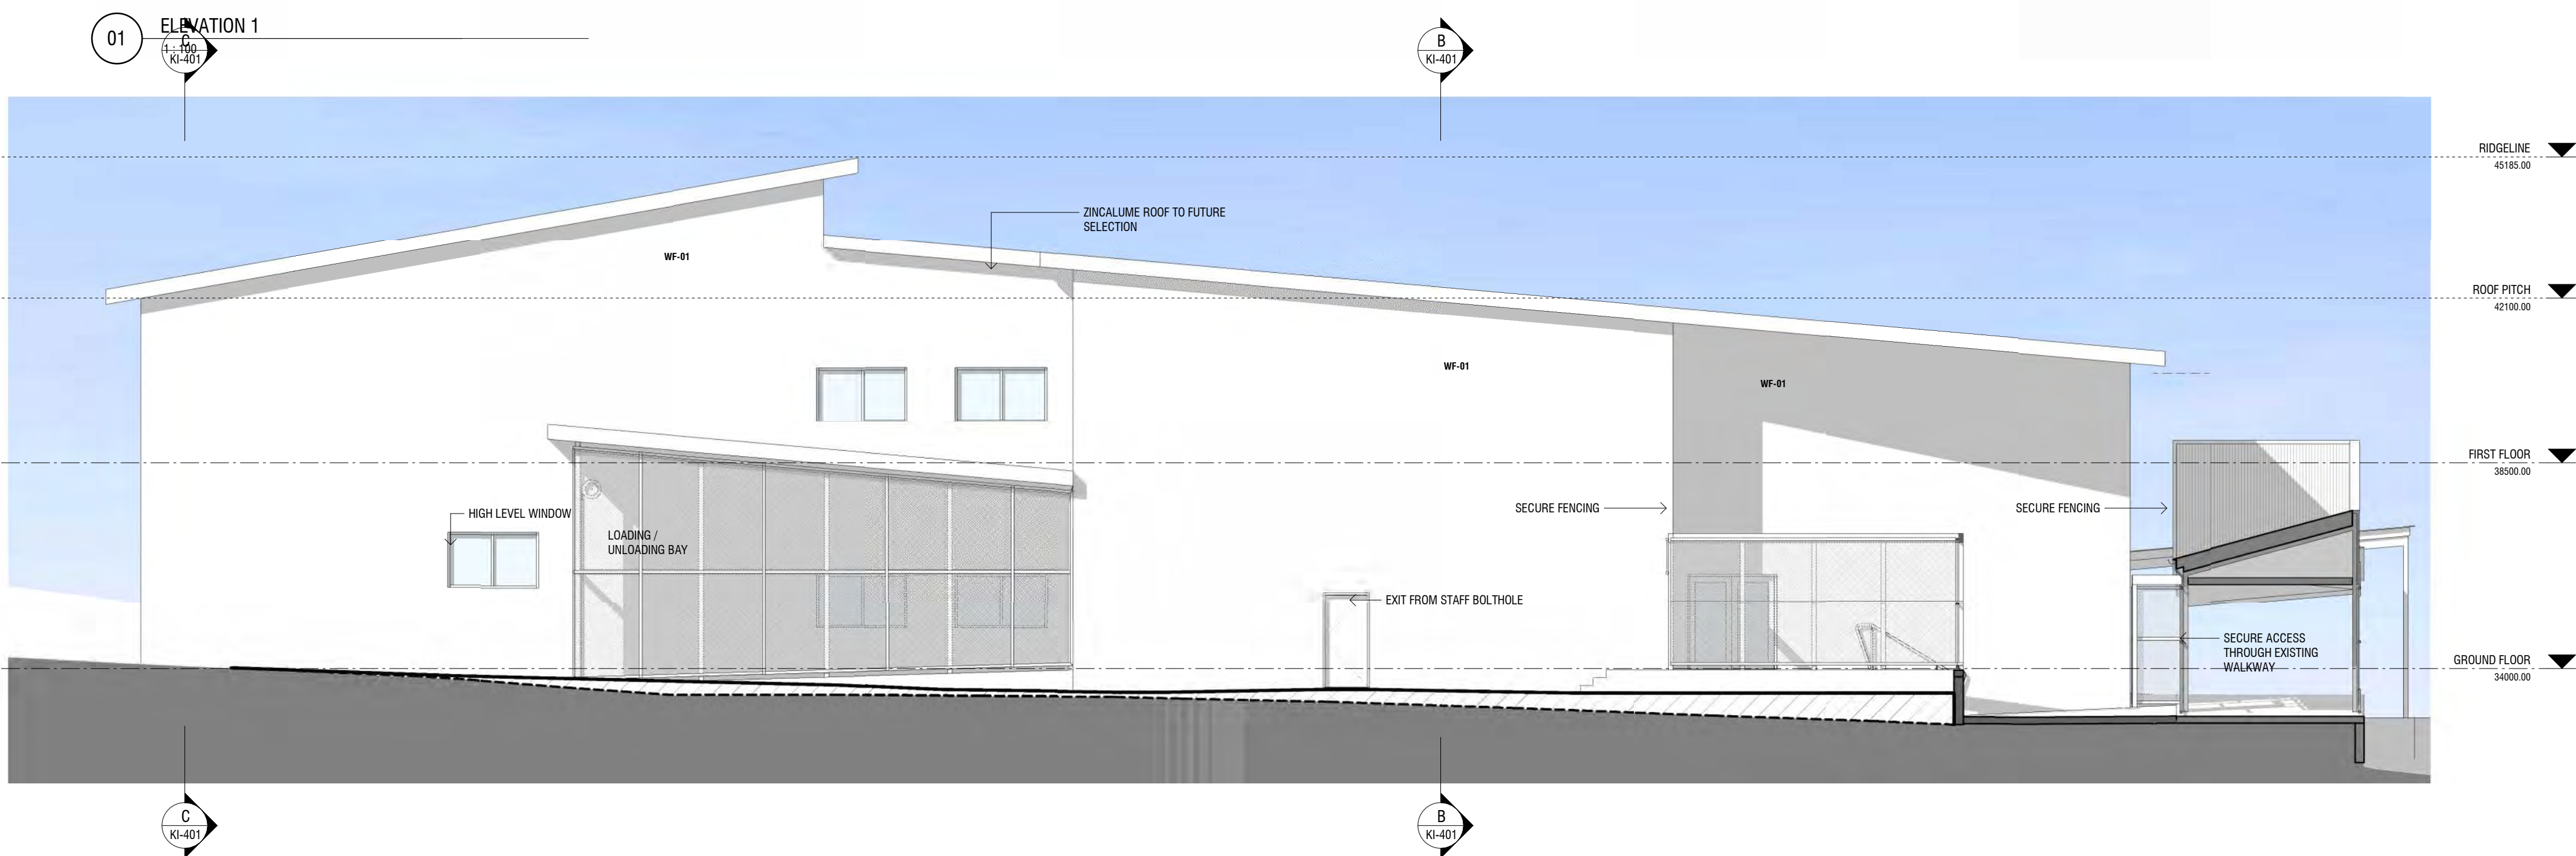 01
ELEVATION 1
1 : 100
C
KI-401
B
KI-401
RIDGELINE
45185.00
ZINCALUME ROOF TO FUTURE
SELECTION
WF-01
ROOF PITCH
42100.00
WF-01
WF-01
FIRST FLOOR
38500.00
HIGH LEVEL WINDOW
SECURE FENCING
SECURE FENCING
LOADING /
UNLOADING BAY
EXIT FROM STAFF BOLTHOLE
SECURE ACCESS
THROUGH EXISTING
WALKWAY
GROUND FLOOR
34000.00
C
KI-401
B
KI-401